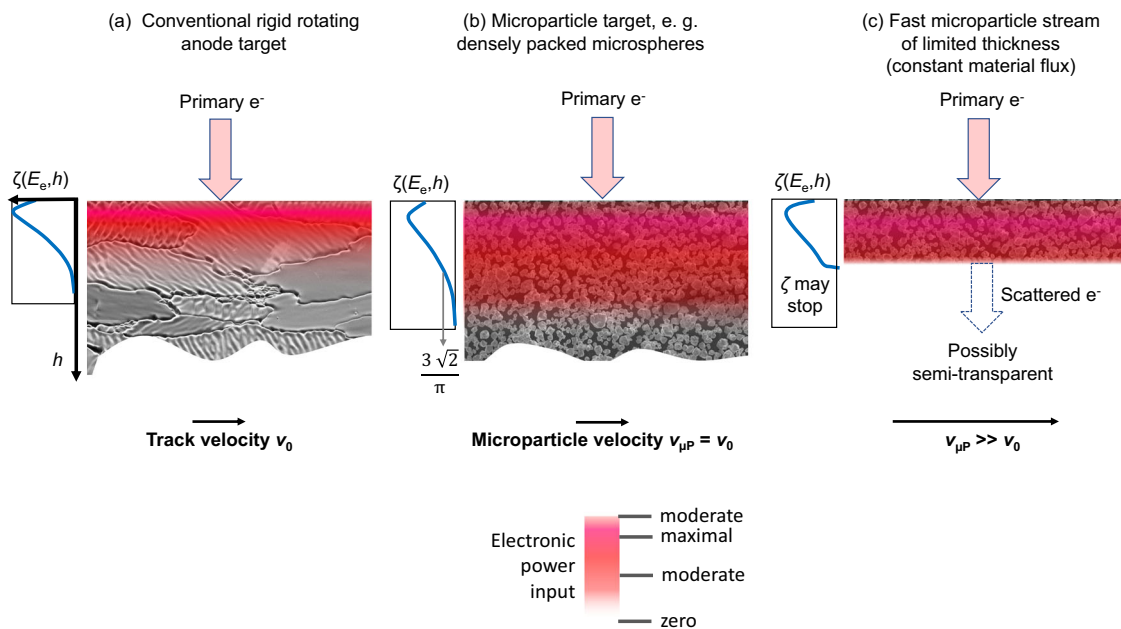 (a) Conventional rigid rotating
anode target
(b) Microparticle target, e. g.
densely packed microspheres
(c) Fast microparticle stream
of limited thickness
(constant material flux)
Primary e-
Primary e-
Primary e-
ζ(Ee,h)
ζ(Ee,h)
ζ(Ee,h)
ζ may
stop
Scattered e-
h
3 √2
π
Possibly
semi-transparent
Track velocity v0
Microparticle velocity vµP = v0
vµP >> v0
Electronic
power
input
moderate
maximal
moderate
zero